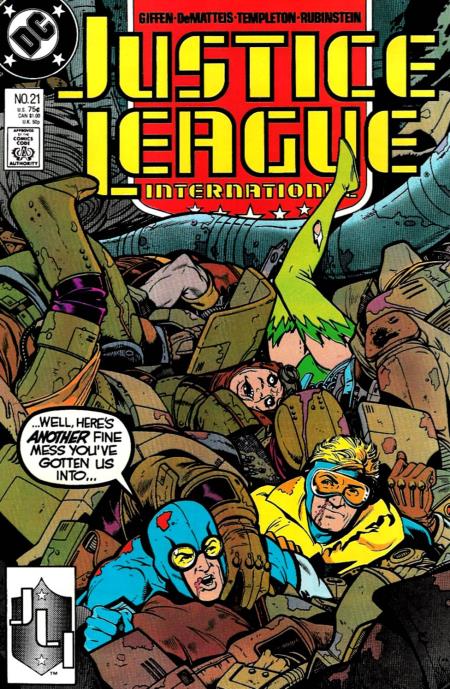 GIFFEN·DeMATTEIS·TEMPLETON·RUBINSTEIN
DC
JUSTICE
LEAGUE
INTERNATIONAL
NO. 21
U.S. 75¢
CAN $1.00
U.K. 50p
APPROVED
BY THE
COMICS
CODE
AUTHORITY
...WELL, HERE'S
ANOTHER FINE
MESS YOU'VE
GOTTEN US
INTO...
JLI
TM